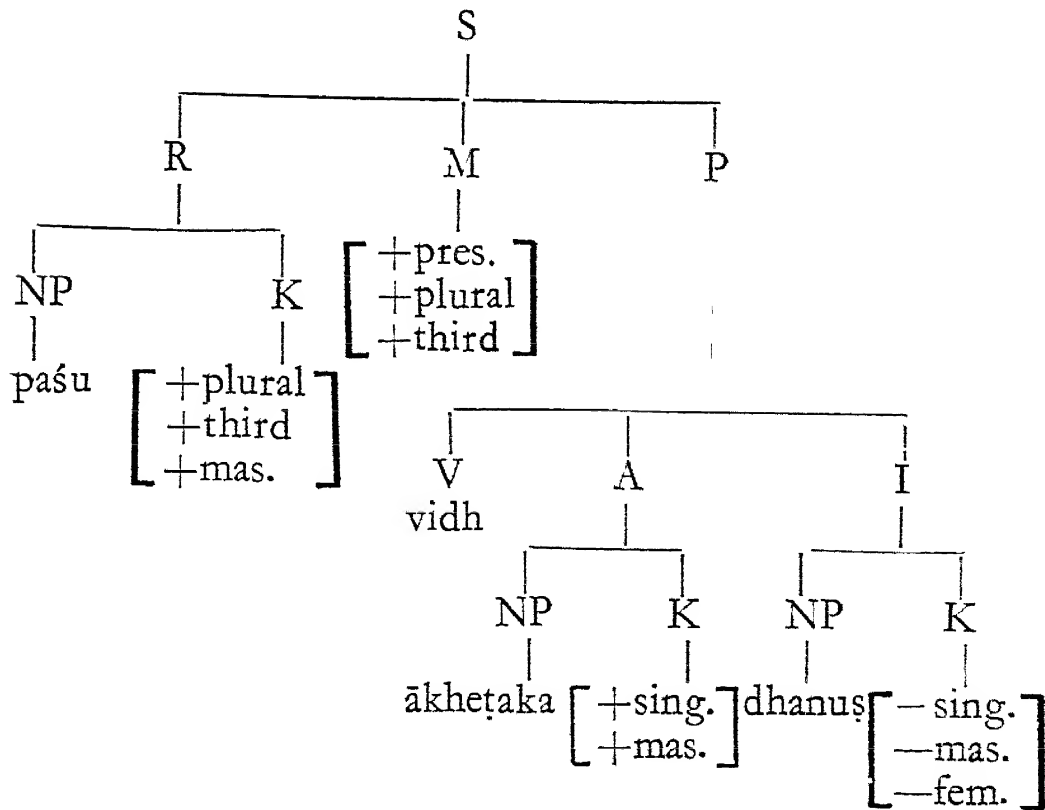 S
R M P
NP K [ +pres.
+plural
+third ]
paśu [ +plural
+third
+mas. ]
V A I
vidh
NP K NP K
ākheṭaka [ +sing.
+mas. ] dhanuṣ [ — sing.
—mas.
—fem. ]